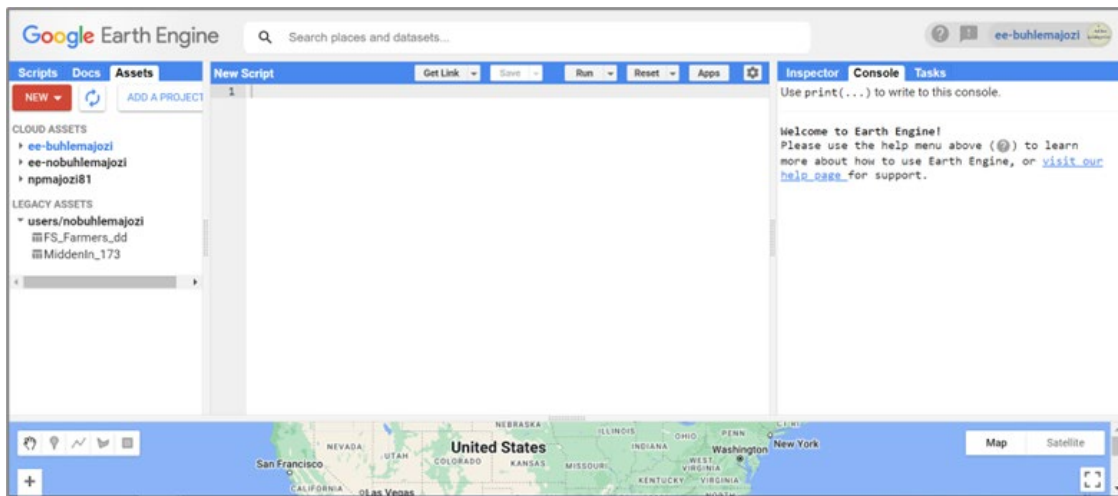 Google Earth Engine
Search places and datasets...
ee-buhlemajozi
Scripts Docs Assets
NEW
ADD A PROJECT
CLOUD ASSETS
ee-buhlemajozi
ee-nobuhlemajozi
npmajozi81
LEGACY ASSETS
users/nobuhlemajozi
FS_Farmers_dd
MiddenIn_173
New Script
Get Link Save Run Reset Apps
1
Inspector Console Tasks
Use print(...) to write to this console.
Welcome to Earth Engine!
Please use the help menu above (?) to learn
more about how to use Earth Engine, or visit our
help page for support.
NEBRASKA
ILLINOIS
OHIO
PENN
NEVADA
United States
INDIANA
New York
UTAH
COLORADO
KANSAS
MISSOURI
WEST
VIRGINIA
Washington
San Francisco
KENTUCKY
VIRGINIA
CALIFORNIA
Las Vegas
Map Satellite